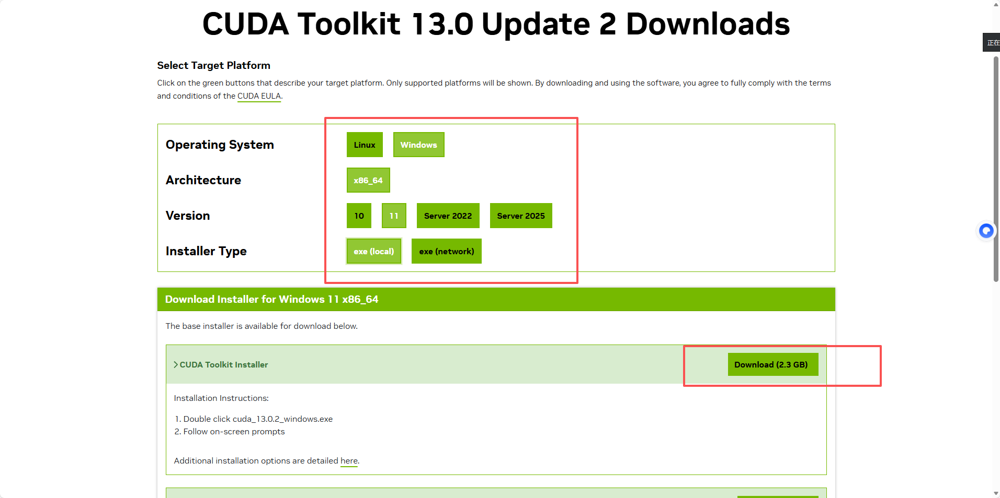 CUDA Toolkit 13.0 Update 2 Downloads
正在
Select Target Platform
Click on the green buttons that describe your target platform. Only supported platforms will be shown. By downloading and using the software, you agree to fully comply with the terms
and conditions of the CUDA EULA.
Operating System Linux Windows
Architecture x86_64
Version 10 11 Server 2022 Server 2025
Installer Type exe (local) exe (network)
Download Installer for Windows 11 x86_64
The base installer is available for download below.
CUDA Toolkit Installer Download (2.3 GB)
Installation Instructions:
1. Double click cuda_13.0.2_windows.exe
2. Follow on-screen prompts
Additional installation options are detailed here.